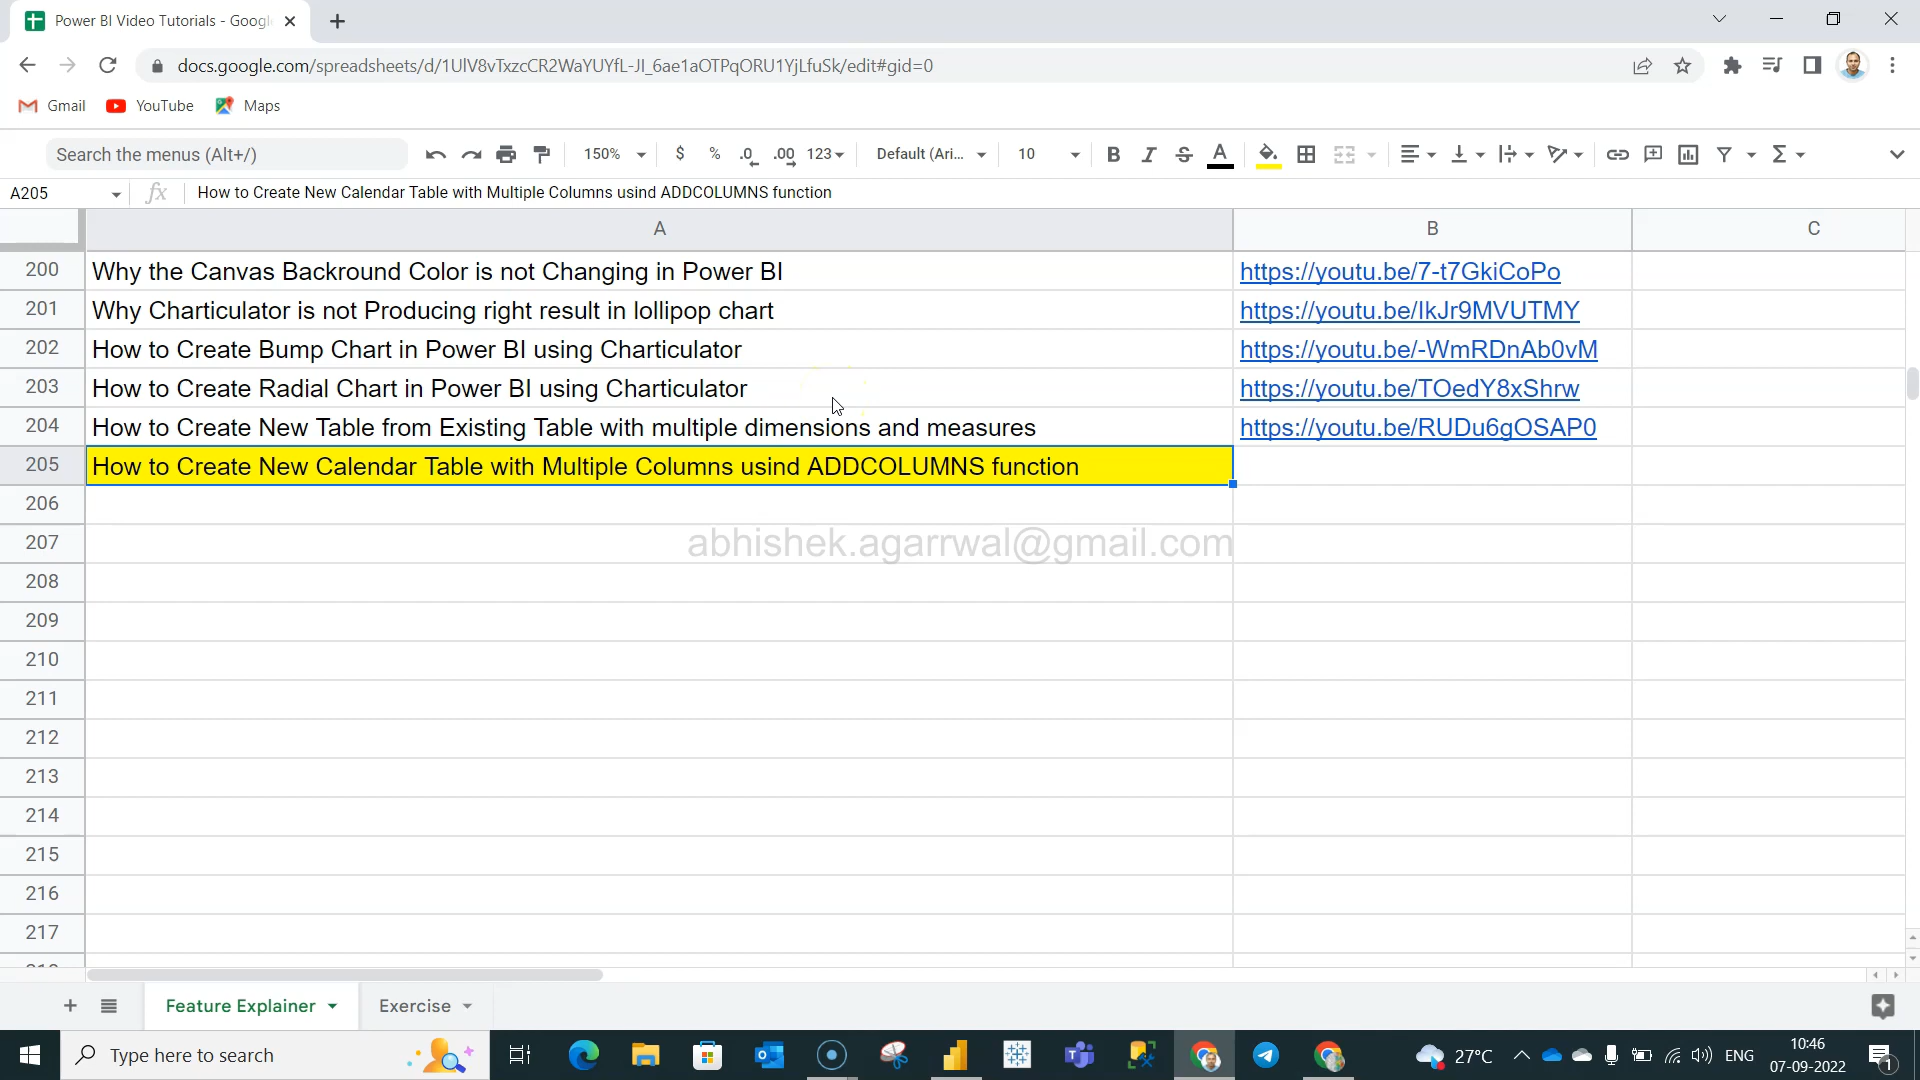 Power BI Video Tutorials - Googl
docs.google.com/spreadsheets/d/1UlV8vTxzcCR2WaYUYfL-JI_6ae1aOTPqORU1YjLfuSk/edit#gid=0
Gmail YouTube Maps
Search the menus (Alt+/) 150% $ % .0 .00 123 Default (Ari... 10 B I S A
A205 fx How to Create New Calendar Table with Multiple Columns usind ADDCOLUMNS function
A B C
200 Why the Canvas Backround Color is not Changing in Power BI https://youtu.be/7-t7GkiCoPo
201 Why Charticulator is not Producing right result in lollipop chart https://youtu.be/IkJr9MVUTMY
202 How to Create Bump Chart in Power BI using Charticulator https://youtu.be/-WmRDnAb0vM
203 How to Create Radial Chart in Power BI using Charticulator https://youtu.be/TOedY8xShrw
204 How to Create New Table from Existing Table with multiple dimensions and measures https://youtu.be/RUDu6gOSAP0
205 How to Create New Calendar Table with Multiple Columns usind ADDCOLUMNS function
206
abhishek.agarrwal@gmail.com
207
208
209
210
211
212
213
214
215
216
217
Feature Explainer Exercise
Type here to search 27°C ENG 10:46
07-09-2022 1